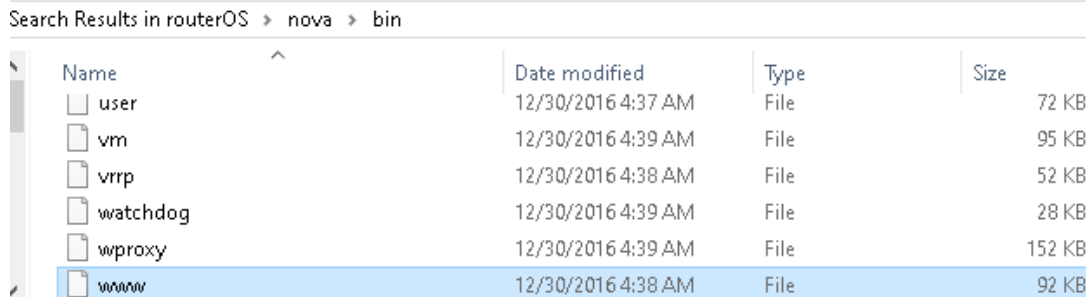 Search Results in routerOS > nova > bin
Name Date modified Type Size
user 12/30/2016 4:37 AM File 72 KB
vm 12/30/2016 4:39 AM File 95 KB
vrrp 12/30/2016 4:38 AM File 52 KB
watchdog 12/30/2016 4:39 AM File 28 KB
wproxy 12/30/2016 4:39 AM File 152 KB
www 12/30/2016 4:38 AM File 92 KB